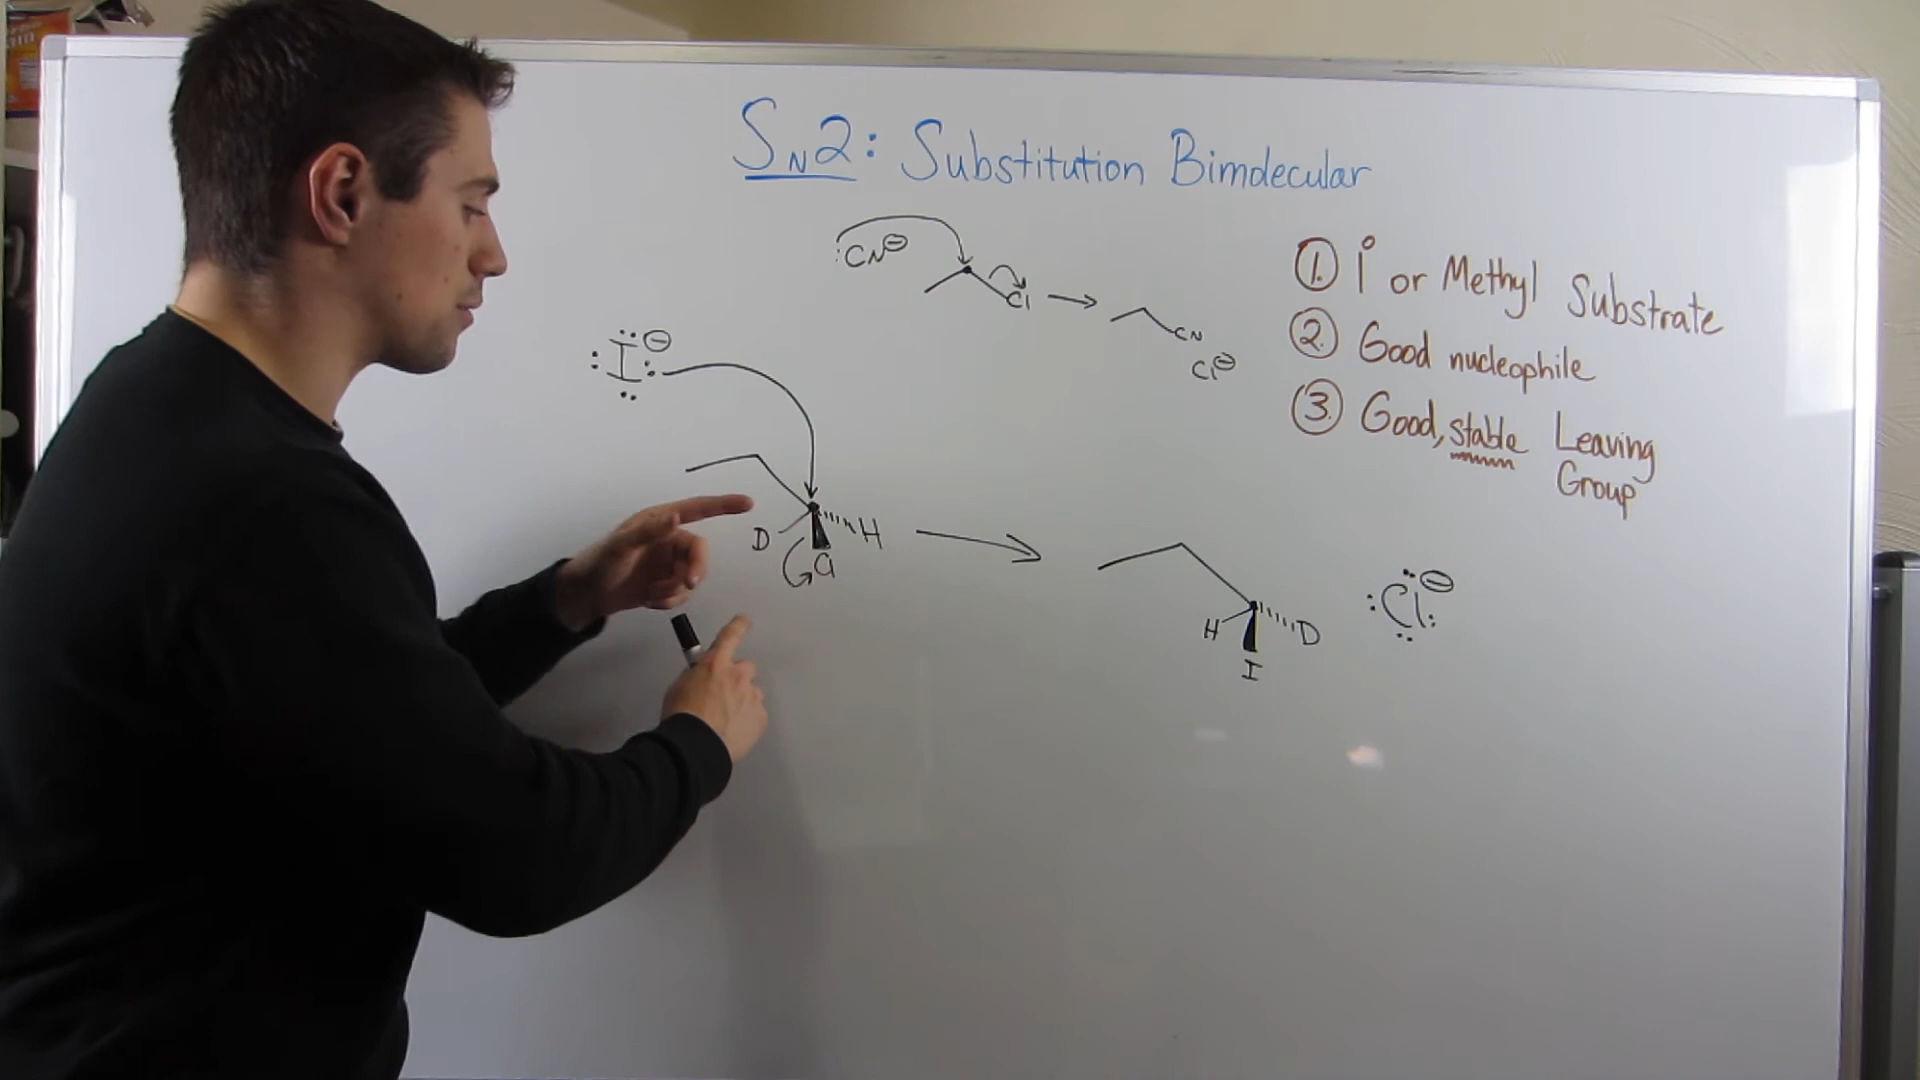 SN2: Substitution Bimolecular
:CN⊖
Cl
CN
Cl⊖
① 1° or Methyl Substrate
② Good nucleophile
③ Good, stable Leaving
Group
I⊖
D
H
Cl
H
D
I
Cl⊖